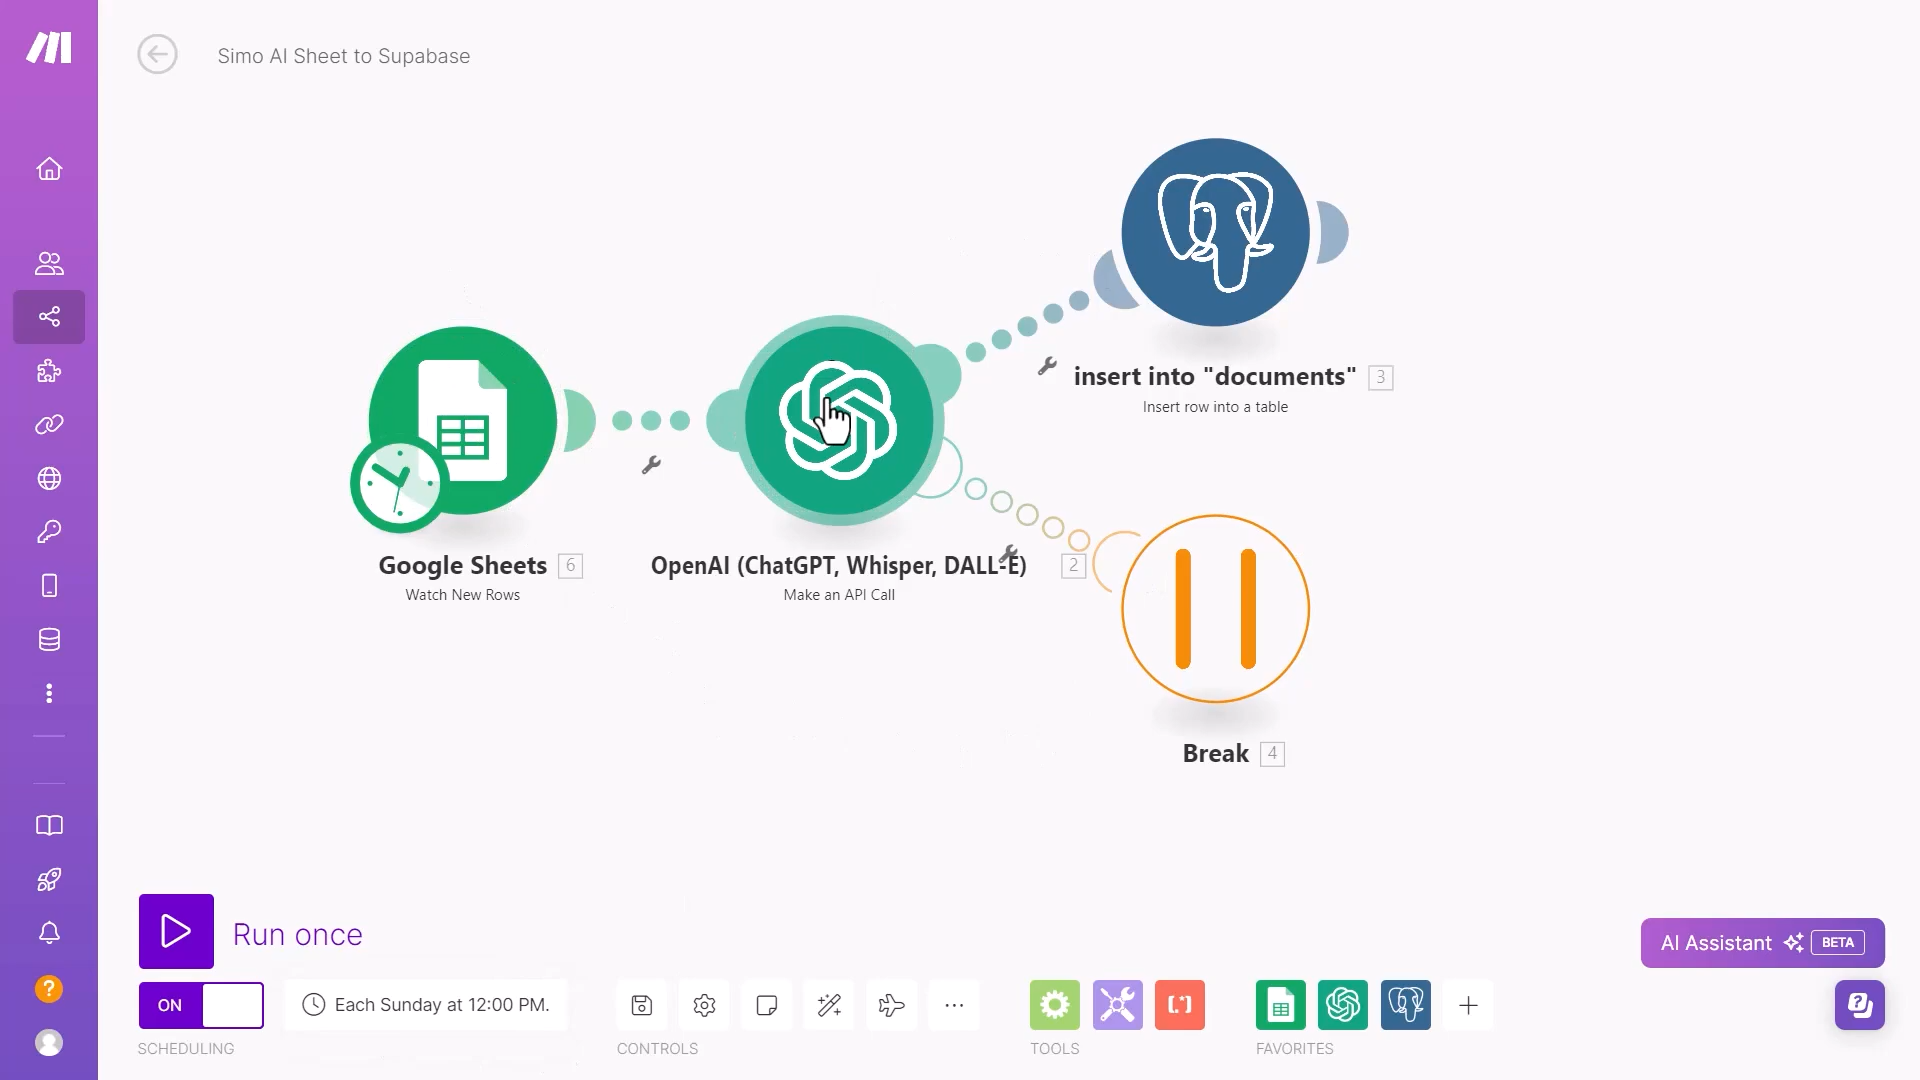 Simo AI Sheet to Supabase
insert into "documents" 3
Insert row into a table
Google Sheets 6
Watch New Rows
OpenAI (ChatGPT, Whisper, DALL-E) 2
Make an API Call
Break 4
Run once
AI Assistant BETA
ON
Each Sunday at 12:00 PM.
SCHEDULING
CONTROLS
TOOLS
FAVORITES